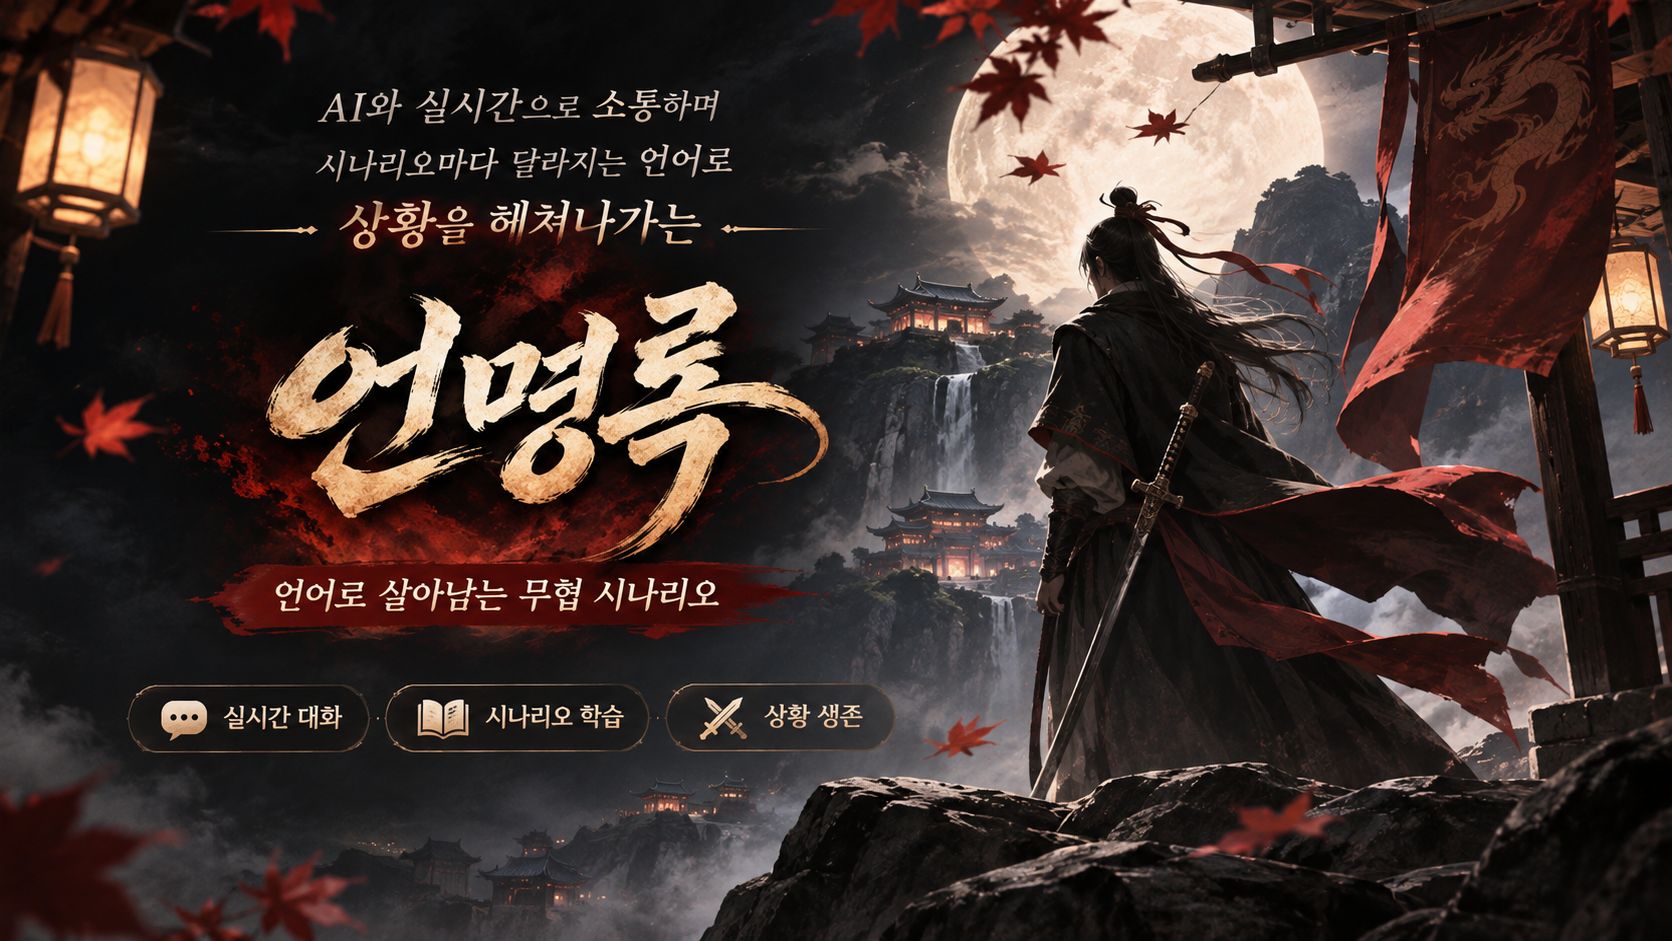 AI와 실시간으로 소통하며
시나리오마다 달라지는 언어로
상황을 헤쳐나가는
언명록
언어로 살아남는 무협 시나리오
실시간 대화
시나리오 학습
상황 생존